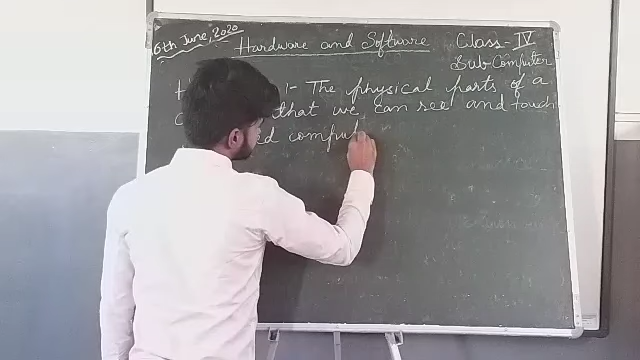 6th June, 2020
Hardware and Software
Class- IV
Sub-Computer
H :- The physical parts of a
c that we can see and touch
ed compu